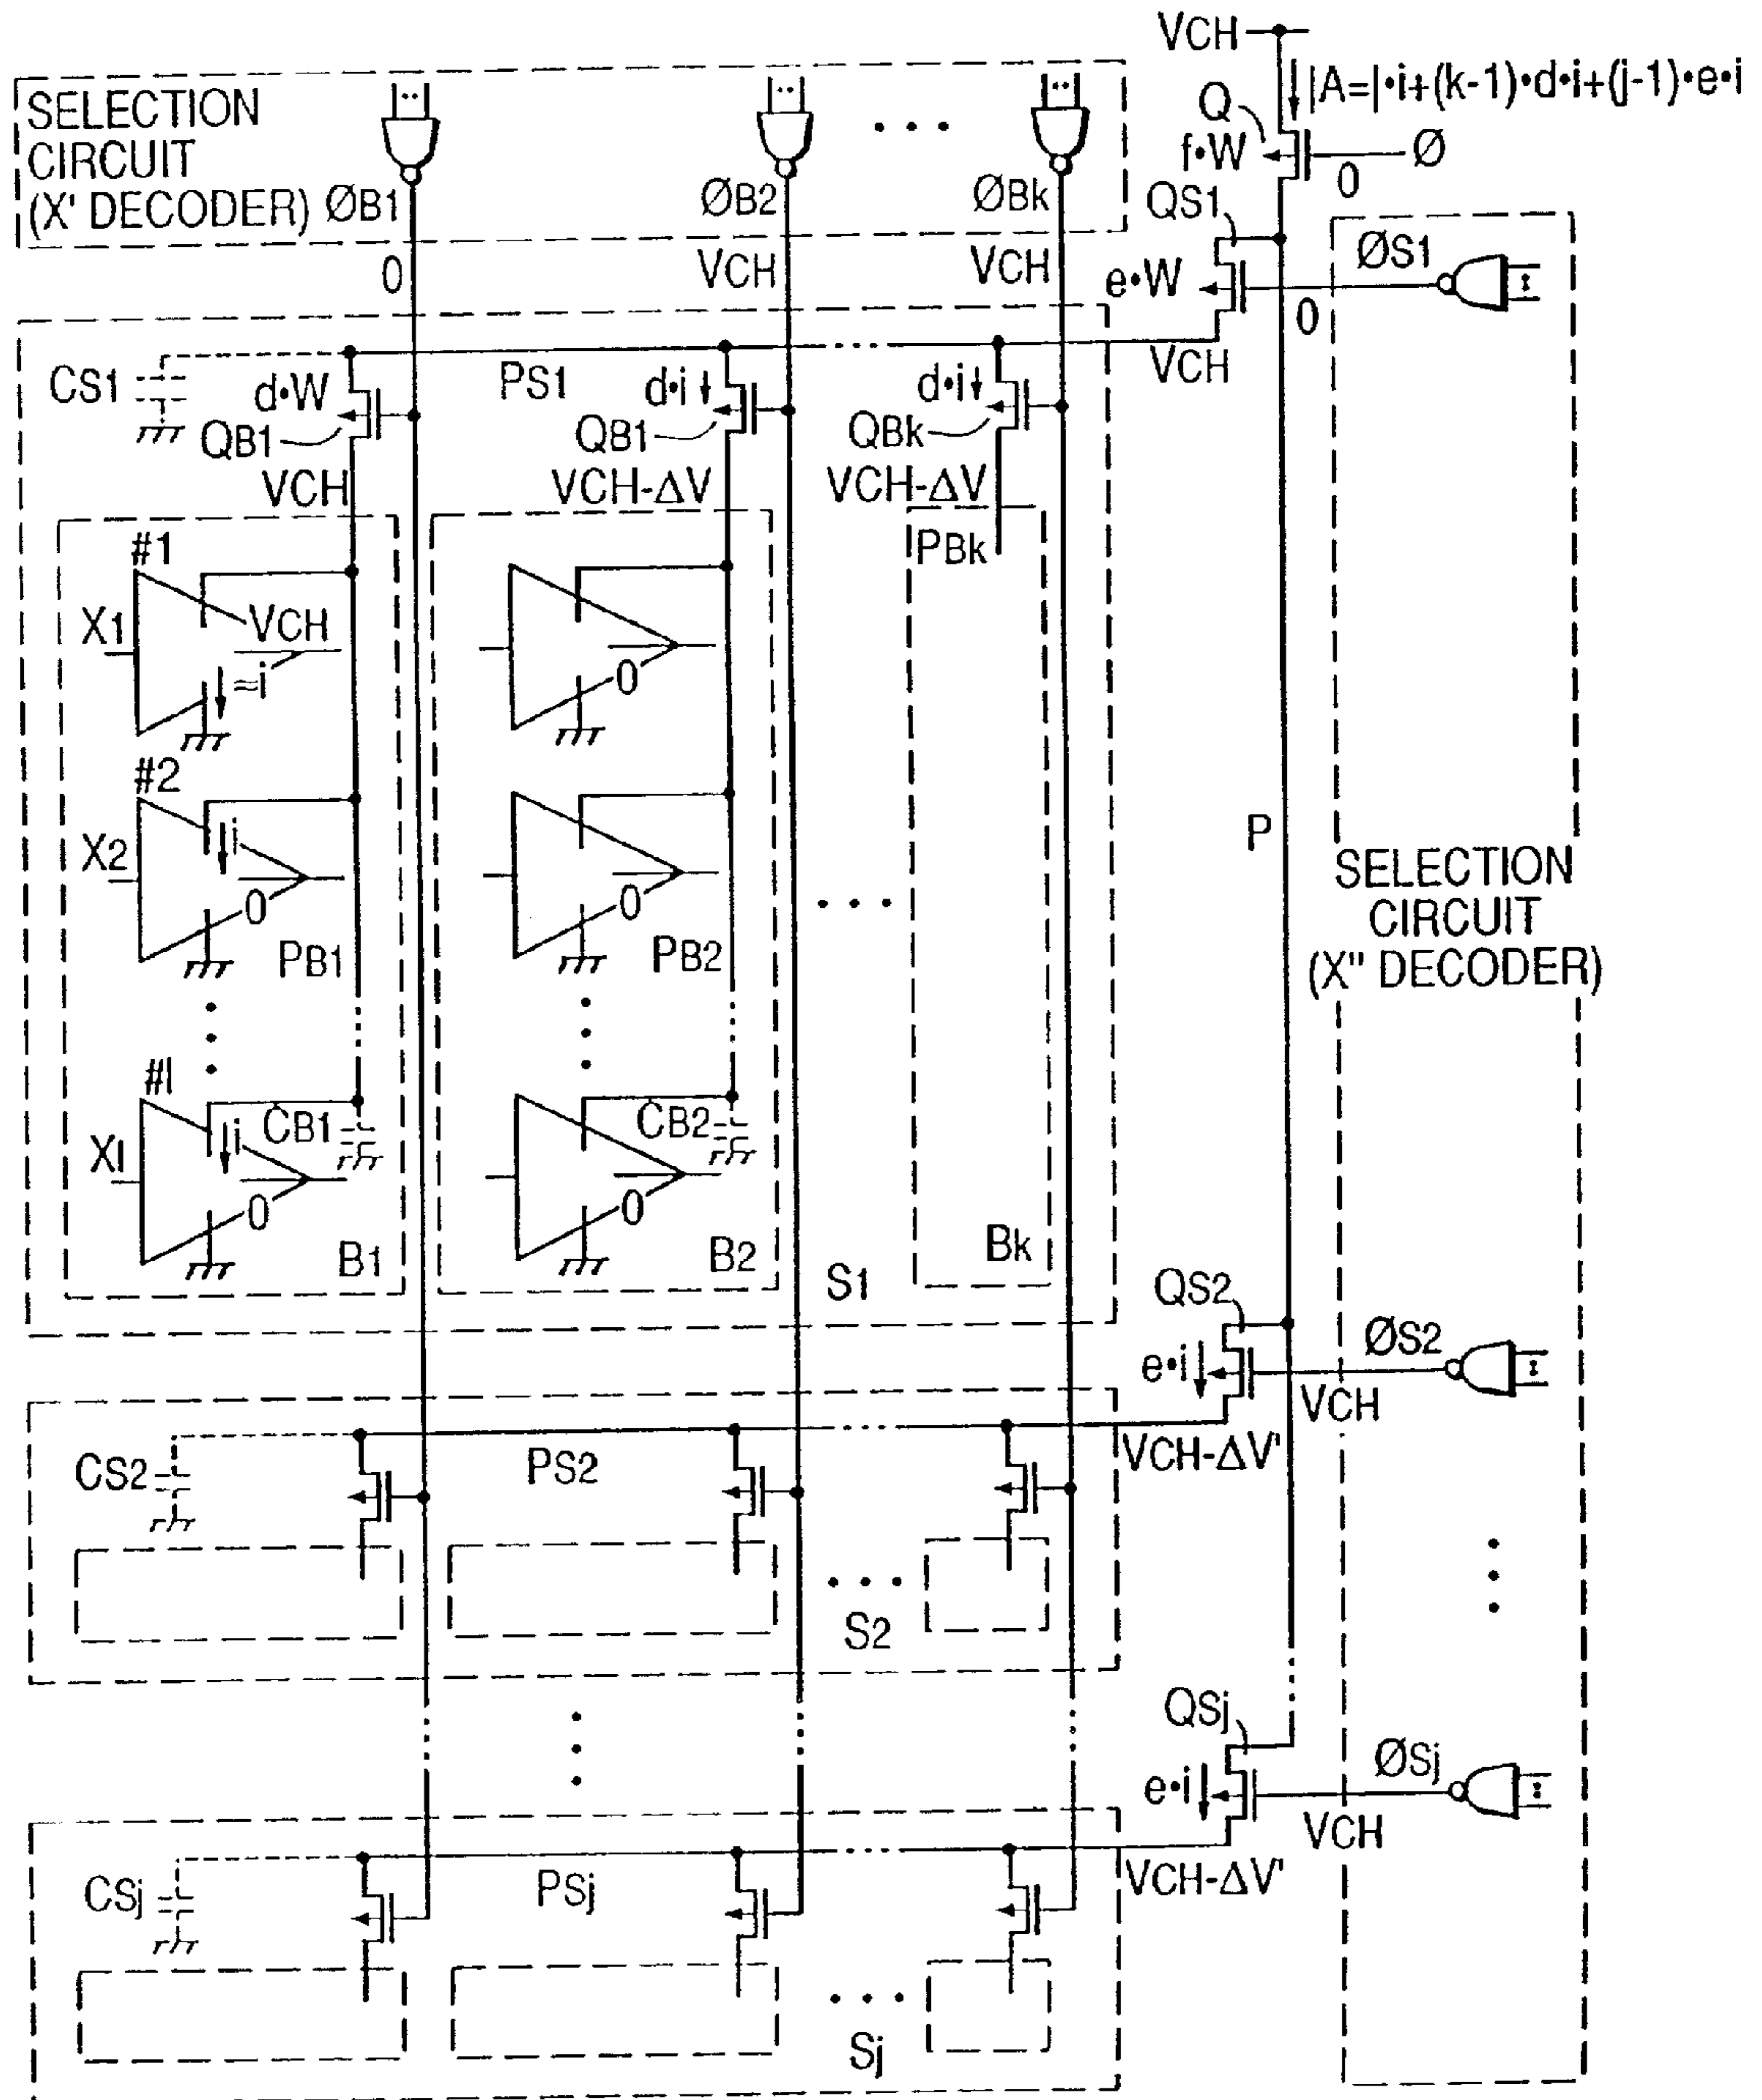 VCH
|A=|•i+(k-1)•d•i+(j-1)•e•i
Q
f•W
Ø
0
SELECTION
CIRCUIT
(X' DECODER)
ØB1
ØB2
ØBk
0
VCH
VCH
QS1
e•W
ØS1
0
VCH
CS1
d•W
QB1
VCH
PS1
d•i
QB1
VCH-ΔV
d•i
QBk
VCH-ΔV
#1
X1
VCH
≈i
#2
X2
i
0
PB1
#l
Xl
i
0
CB1
B1
0
0
PB2
CB2
0
B2
PBk
Bk
S1
P
SELECTION
CIRCUIT
(X" DECODER)
QS2
e•i
ØS2
VCH
VCH-ΔV'
CS2
PS2
S2
QSj
e•i
ØSj
VCH
VCH-ΔV'
CSj
PSj
Sj